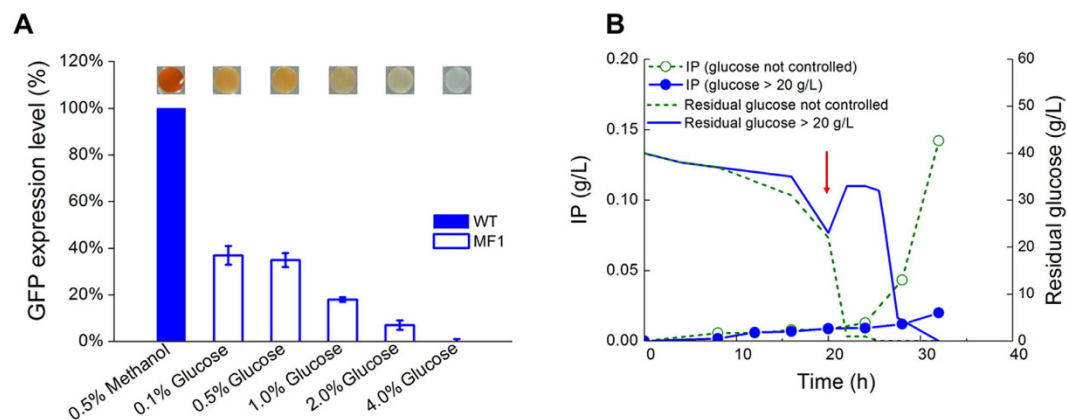 A
GFP expression level (%)
120%
100%
80%
60%
40%
20%
0%
WT
MF1
0.5% Methanol
0.1% Glucose
0.5% Glucose
1.0% Glucose
2.0% Glucose
4.0% Glucose
B
IP (g/L)
0.20
0.15
0.10
0.05
0.00
IP (glucose not controlled)
IP (glucose > 20 g/L)
Residual glucose not controlled
Residual glucose > 20 g/L
60
50
40
30
20
10
0
Residual glucose (g/L)
0 10 20 30 40
Time (h)